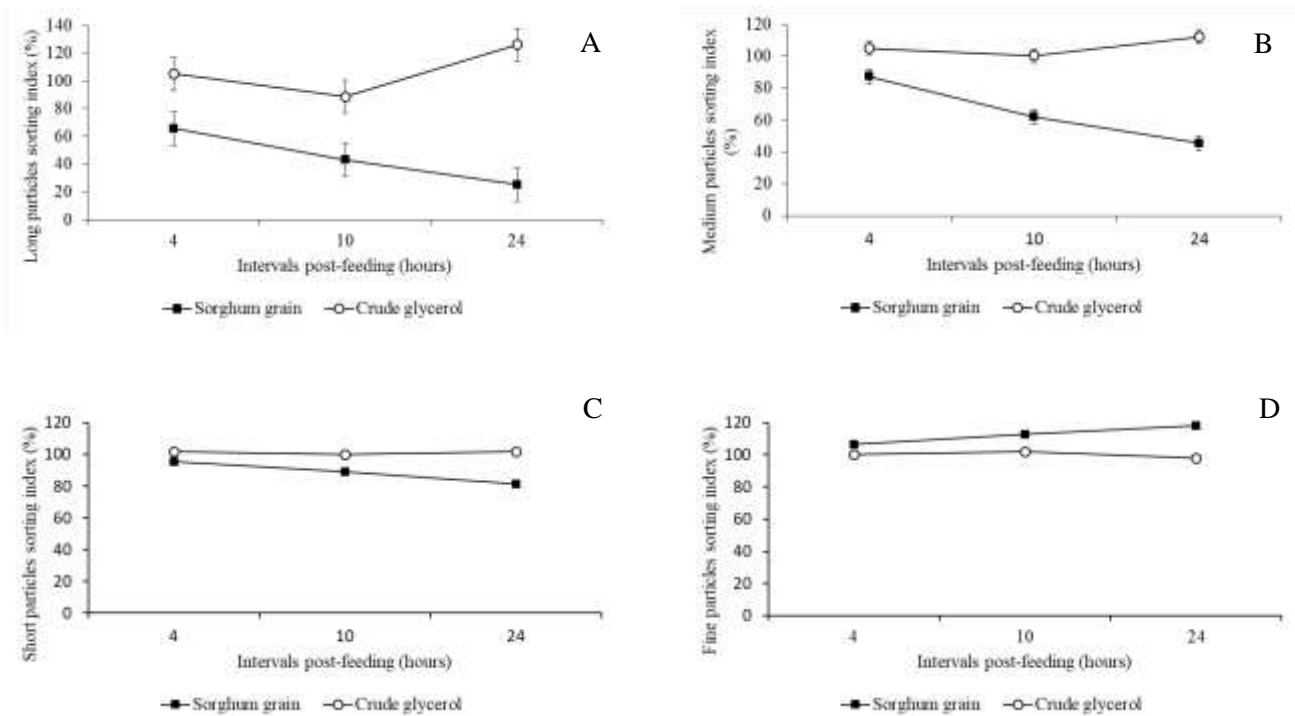 A
Long particles sorting index (%)
140
120
100
80
60
40
20
0
4 10 24
Intervals post-feeding (hours)
Sorghum grain Crude glycerol
B
Medium particles sorting index
(%)
120
100
80
60
40
20
0
4 10 24
Intervals post-feeding (hours)
Sorghum grain Crude glycerol
C
Short particles sorting index (%)
120
100
80
60
40
20
0
4 10 24
Intervals post-feeding (hours)
Sorghum grain Crude glycerol
D
Fine particles sorting index (%)
120
100
80
60
40
20
0
4 10 24
Intervals post-feeding (hours)
Sorghum grain Crude glycerol